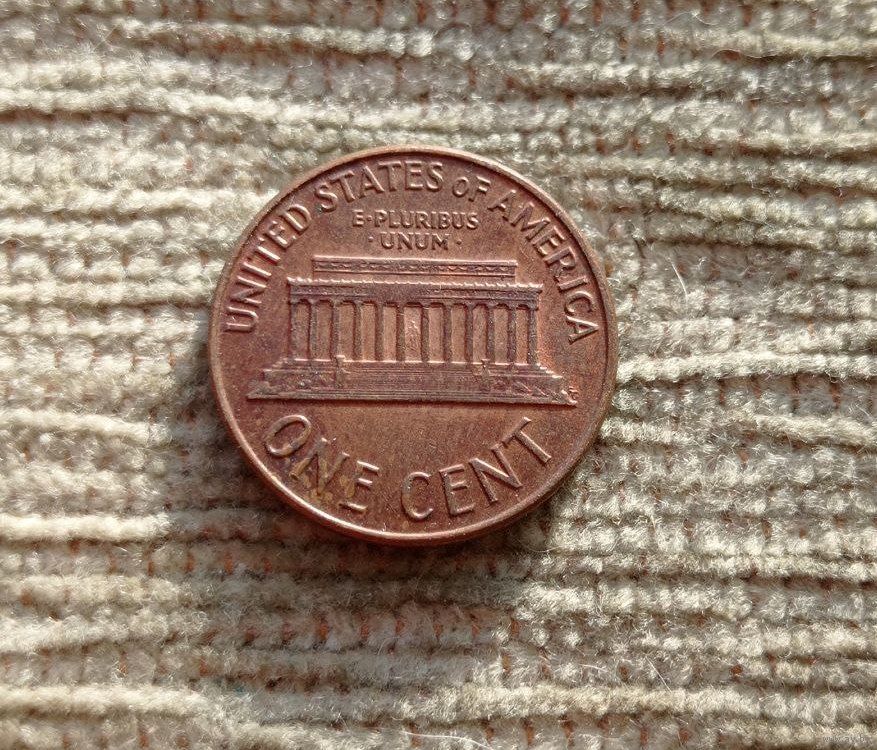 UNITED STATES OF AMERICA
E·PLURIBUS
·UNUM·
ONE CENT